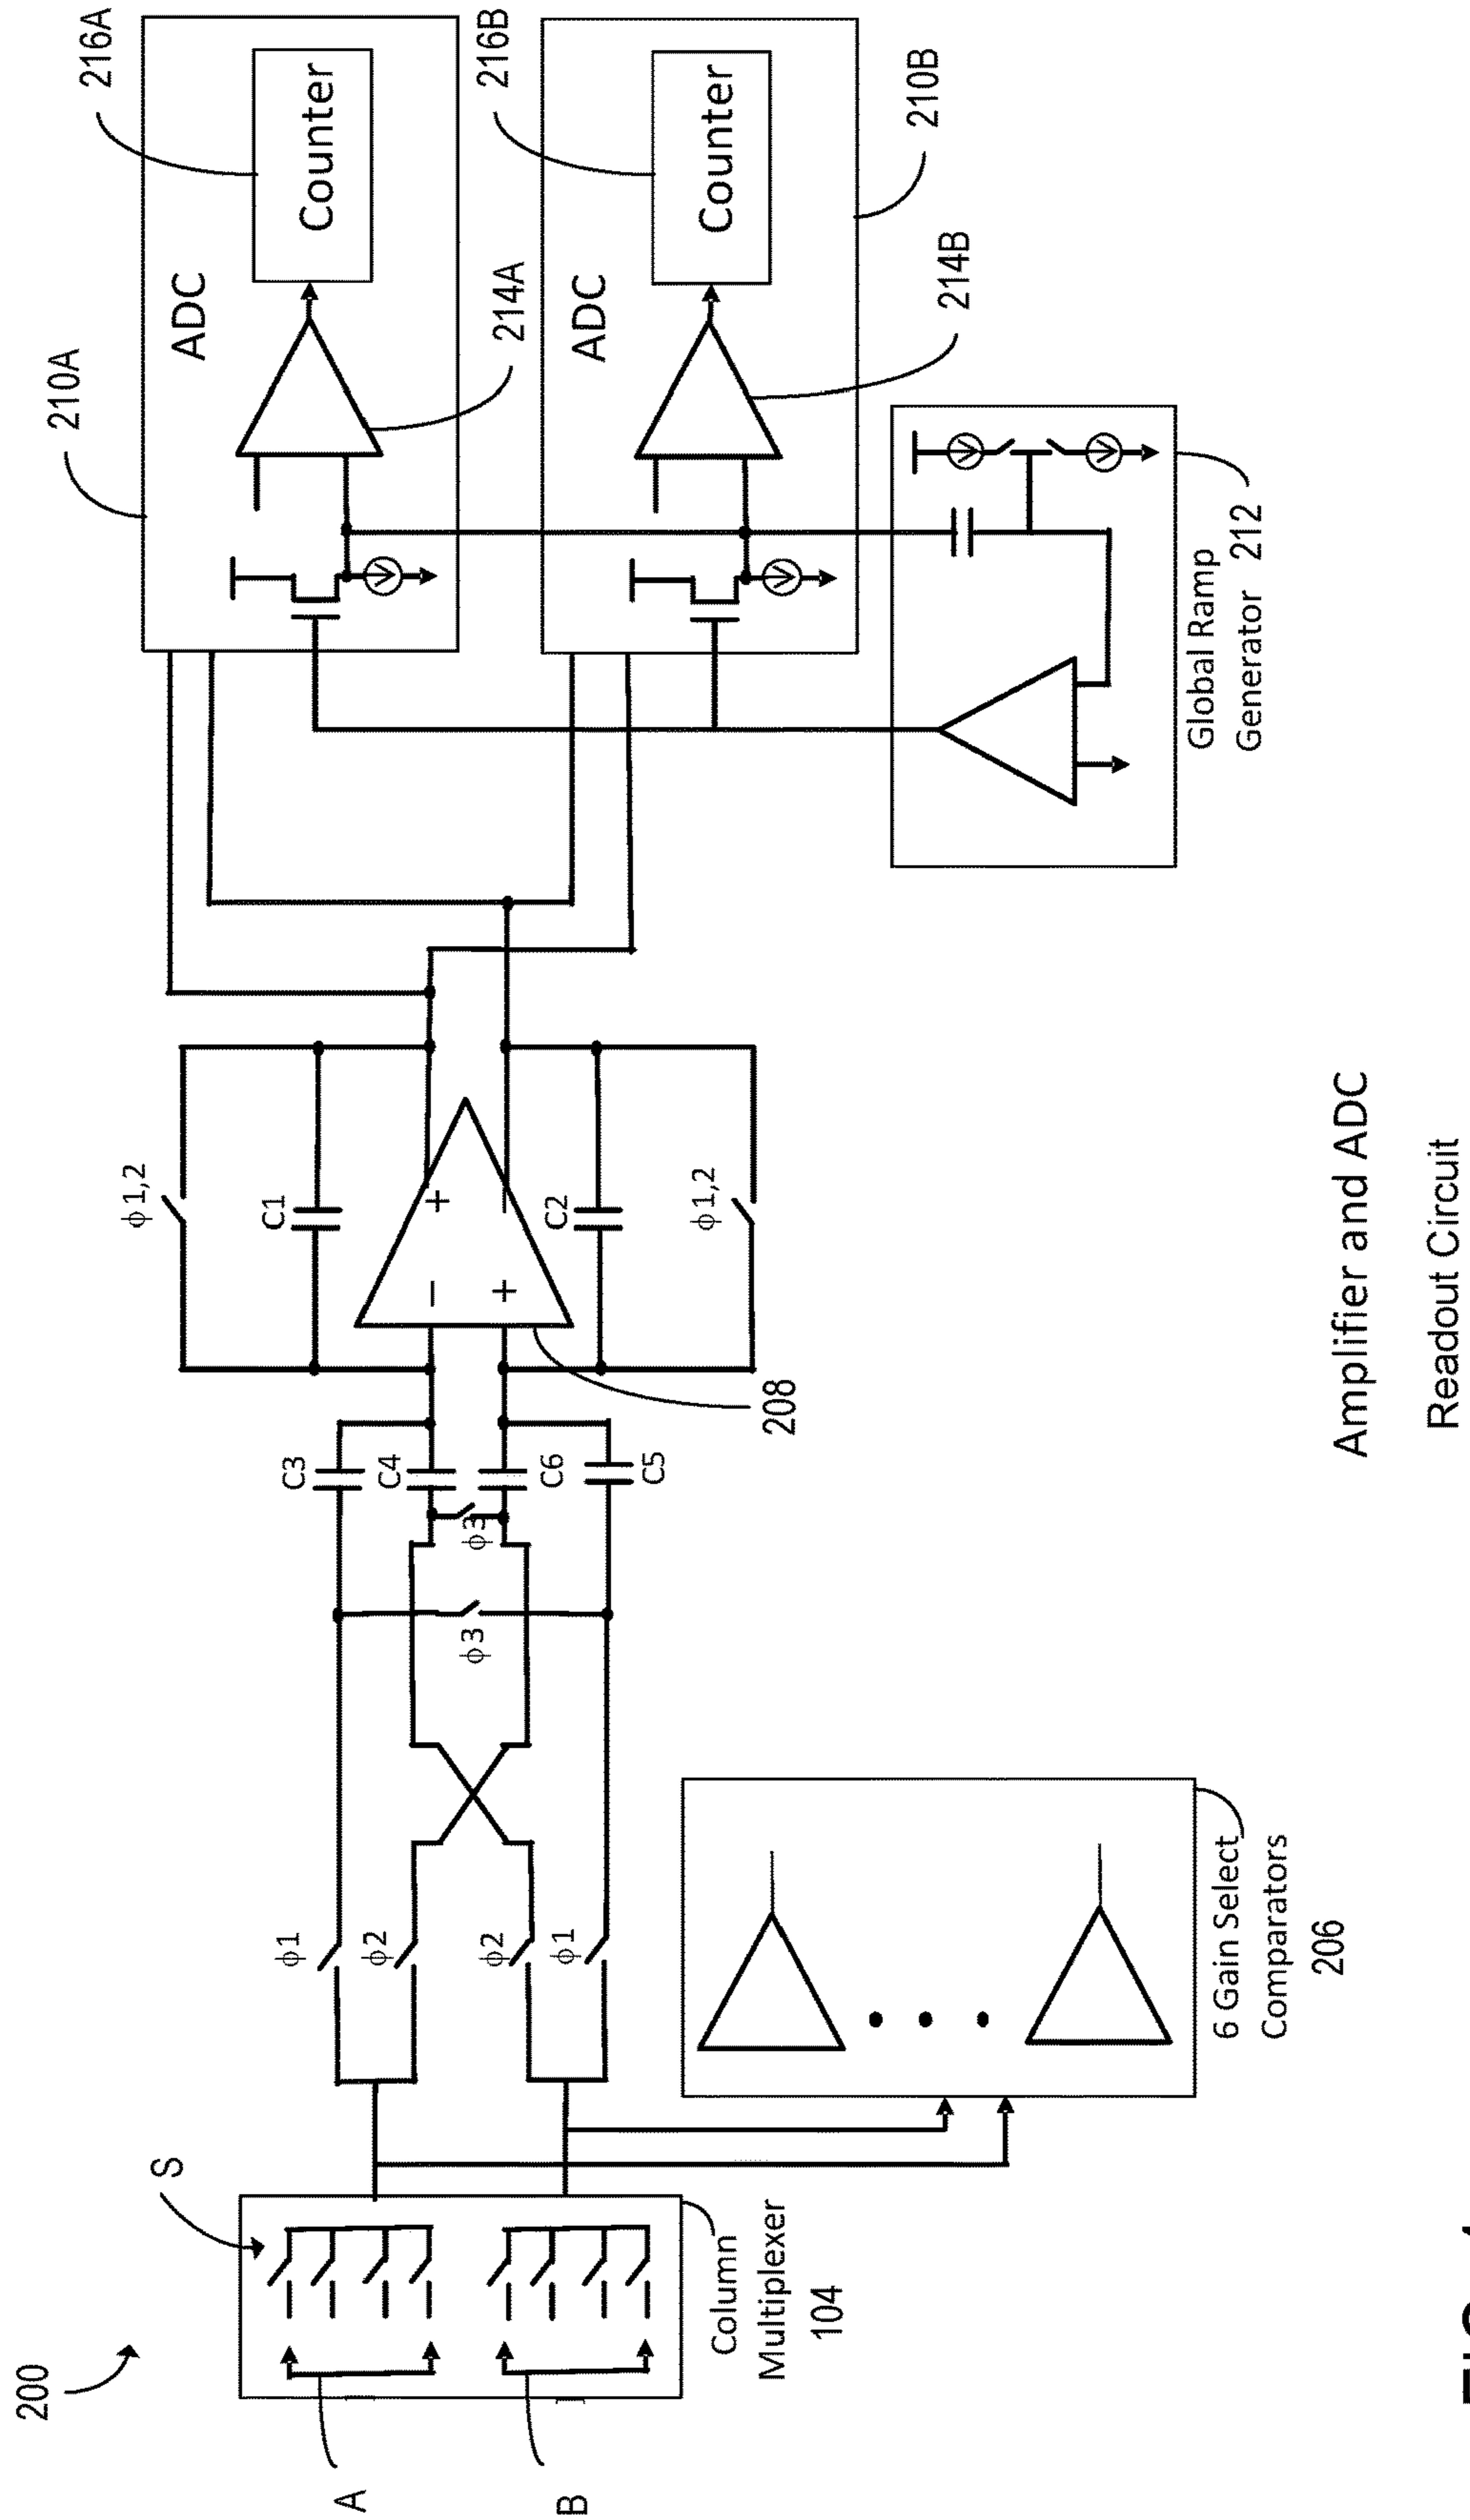 200
A
B
S
Column
Multiplexer
104
ϕ1
ϕ2
ϕ2
ϕ1
6 Gain Select
Comparators
206
ϕ3
ϕ3
C3
C4
C6
C5
208
ϕ1,2
C1
−
+
+
−
C2
ϕ1,2
210A
ADC
216A
Counter
214A
ADC
216B
Counter
210B
214B
Global Ramp
Generator 212
Amplifier and ADC
Readout Circuit